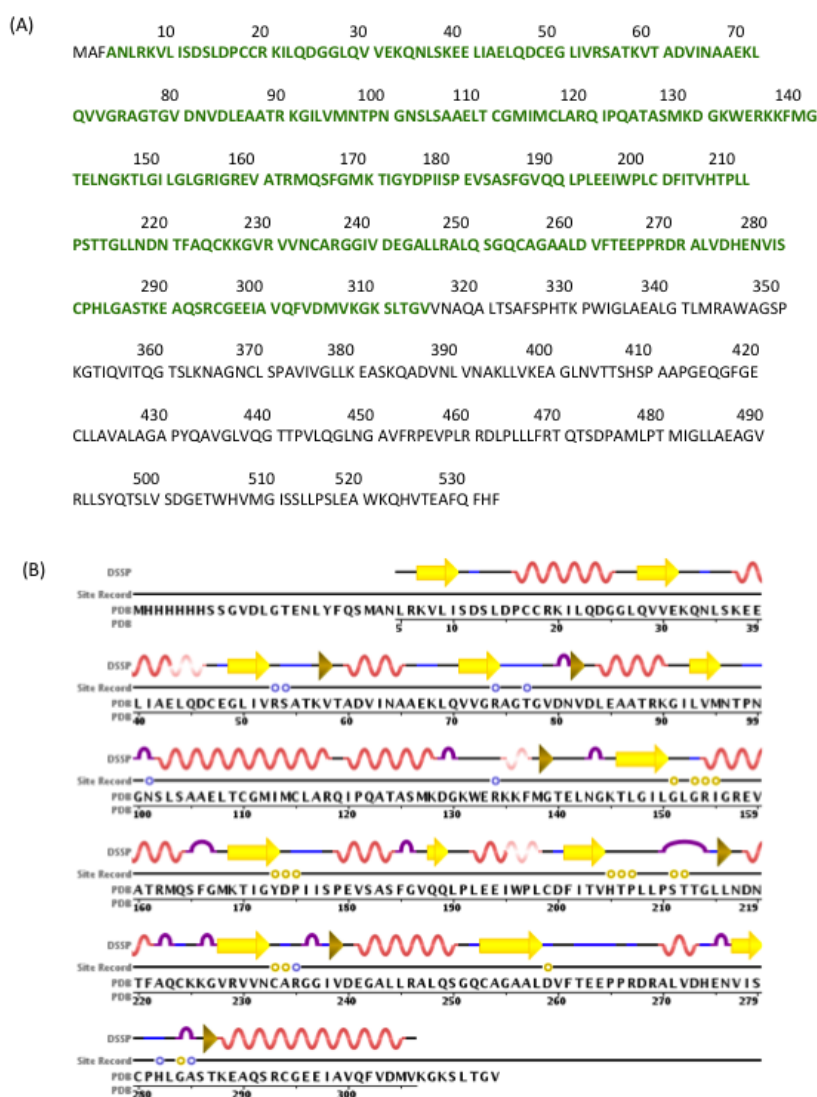 (A)
10 20 30 40 50 60 70
MAFANLRKVL ISDSLDPCCR KILQDGGLQV VEKQNLSKEE LIAELQDCEG LIVRSATKVT ADVINAAEKL
80 90 100 110 120 130 140
QVVGRAGTGV DNVDLEAATR KGILVMNTPN GNSLSAAELT CGMIMCLARQ IPQATASMKD GKWERKKFMG
150 160 170 180 190 200 210
TELNGKTLGI LGLGRIGREV ATRMQSFGMK TIGYDPIISP EVSASFGVQQ LPLEEIWPLC DFITVHTPLL
220 230 240 250 260 270 280
PSTTGLLNDN TFAQCKKGVR VVNCARGGIV DEGALLRALQ SGQCAGAALD VFTEEPPRDR ALVDHENVIS
290 300 310 320 330 340 350
CPHLGASTKE AQSRCGEEIA VQFVDMVKGK SLTGVVNAQA LTSAFSPHTK PWIGLAEALG TLMRAWAGSP
360 370 380 390 400 410 420
KGTIQVITQG TSLKNAGNCL SPAVIVGLLK EASKQADVNL VNAKLLVKEA GLNVTTSHSP AAPGEQGFGE
430 440 450 460 470 480 490
CLLAVALAGA PYQAVGLVQG TTPVLQGLNG AVFRPEVPLR RDLPLLLFRT QTSDPAMLPT MIGLLAEAGV
500 510 520 530
RLLSYQTSLV SDGETWHVMG ISSLLPSLEA WKQHVTEAFQ FHF
(B)
DSSP
Site Record
PDB MHHHHHHSSGVDLGTENLYFQSMANLRKVLISDSLDPCCRKILQDGGLQVVEKQNLSKEE
PDB 5 10 20 30 39
DSSP
Site Record
PDB LIAELQDCEGLIVRSATKVTADVINAAEKLQVVGRAGTGVDNVDLEAATRKGILVMNTPN
PDB 40 50 60 70 80 90 99
DSSP
Site Record
PDB GNSLSAAELTCGMIMCLARQIPQATASMKDGKWERKKFMGTELNGKTLGILGLGRIGREV
PDB 100 110 120 130 140 150 159
DSSP
Site Record
PDB ATRMQSFGMKTIGYDPIISPEVSASFGVQQLPLEEIWPLCDFITVHTPLLPSTTGLLNDN
PDB 160 170 180 190 200 210 219
DSSP
Site Record
PDB TFAQCKKGVRVVNCARGGIVDEGALLRALQSGQCAGAALDVFTEEPPRDRALVDHENVIS
PDB 220 230 240 250 260 270 279
DSSP
Site Record
PDB CPHLGASTKEAQSRCGEEIAVQFVDMVKGKSLTGV
PDB 280 290 300